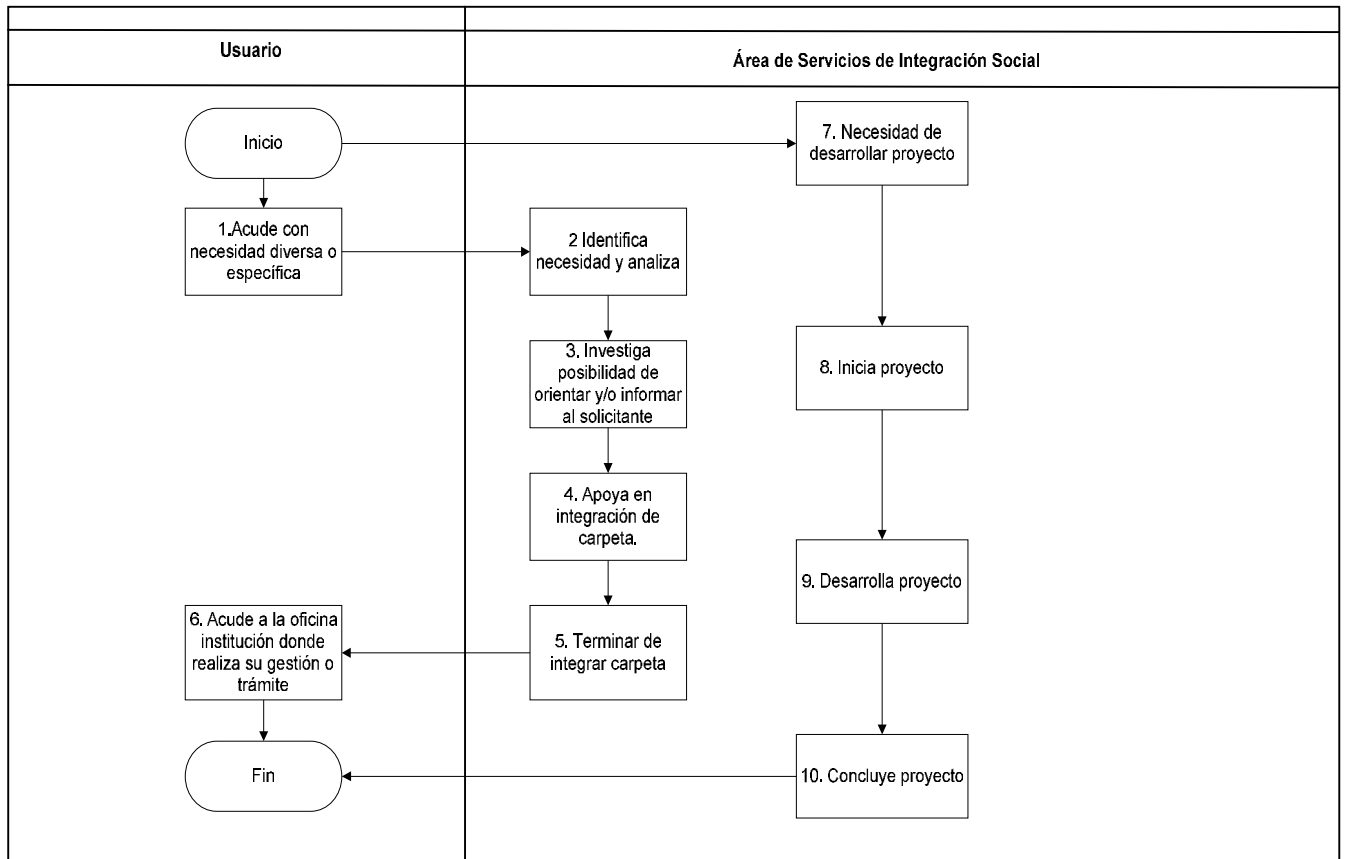 Usuario
Área de Servicios de Integración Social
Inicio
7. Necesidad de
desarrollar proyecto
1.Acude con
necesidad diversa o
específica
2 Identifica
necesidad y analiza
3. Investiga
posibilidad de
orientar y/o informar
al solicitante
8. Inicia proyecto
4. Apoya en
integración de
carpeta.
9. Desarrolla proyecto
6. Acude a la oficina
institución donde
realiza su gestión o
trámite
5. Terminar de
integrar carpeta
Fin
10. Concluye proyecto